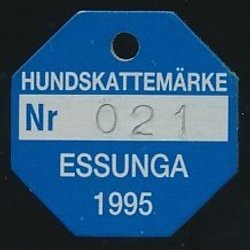 HUNDSKATTEMÄRKE
Nr 021
ESSUNGA
1995